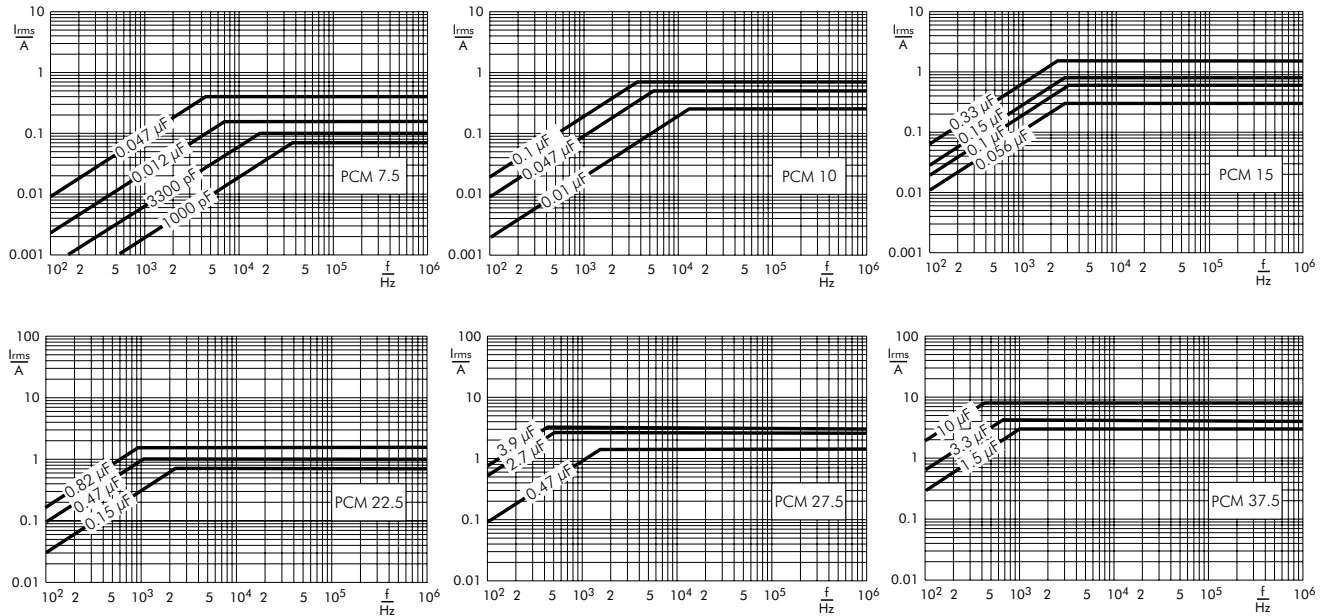 10
Irms
A
1
0.1
0.01
0.001
0.047 µF
0.012 µF
3300 pF
1000 pF
PCM 7.5
10² 2 5 10³ 2 5 10⁴ 2 5 10⁵ f/Hz 10⁶
10
Irms
A
1
0.1
0.01
0.001
0.1 µF
0.047 µF
0.01 µF
PCM 10
10² 2 5 10³ 2 5 10⁴ 2 5 10⁵ f/Hz 10⁶
10
Irms
A
1
0.1
0.01
0.001
0.33 µF
0.15 µF
0.1 µF
0.056 µF
PCM 15
10² 2 5 10³ 2 5 10⁴ 2 5 10⁵ f/Hz 10⁶
100
Irms
A
10
1
0.1
0.01
0.82 µF
0.47 µF
0.15 µF
PCM 22.5
10² 2 5 10³ 2 5 10⁴ 2 5 10⁵ f/Hz 10⁶
100
Irms
A
10
1
0.1
0.01
3.9 µF
2.7 µF
0.47 µF
PCM 27.5
10² 2 5 10³ 2 5 10⁴ 2 5 10⁵ f/Hz 10⁶
100
Irms
A
10
1
0.1
0.01
10 µF
3.3 µF
1.5 µF
PCM 37.5
10² 2 5 10³ 2 5 10⁴ 2 5 10⁵ f/Hz 10⁶